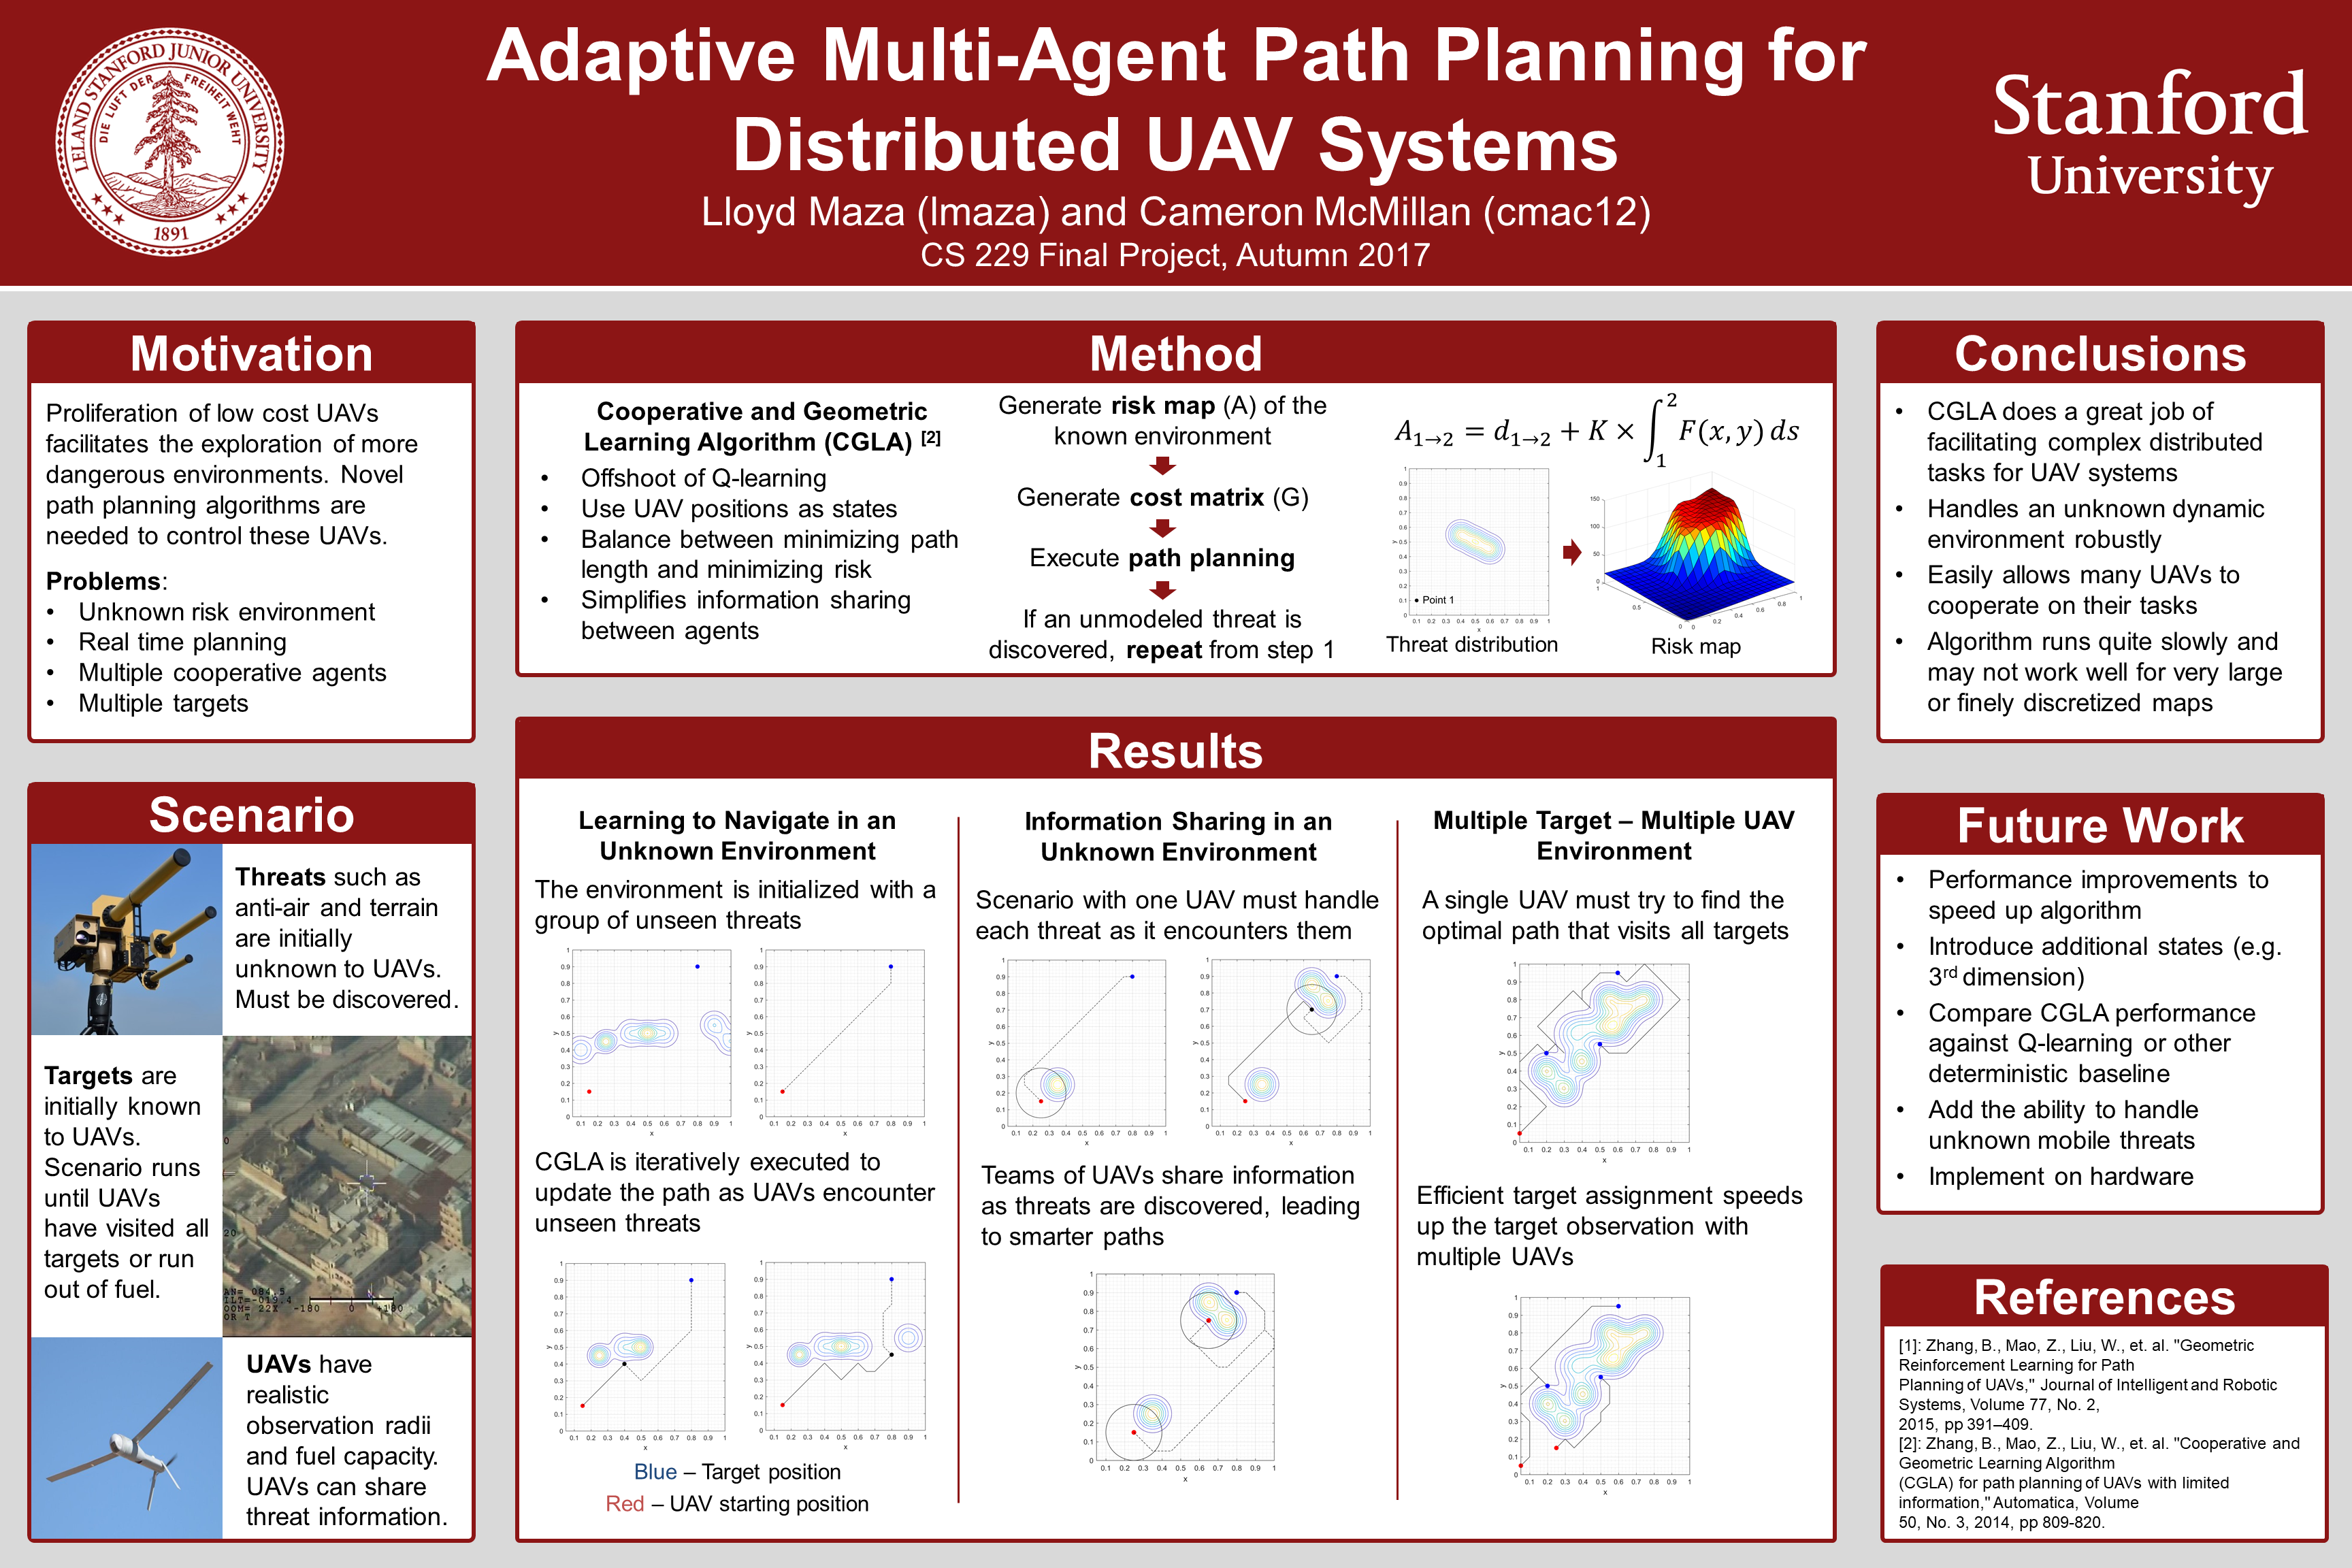 LELAND STANFORD JUNIOR UNIVERSITY
DIE LUFT DER FREIHEIT WEHT
1891
Adaptive Multi-Agent Path Planning for
Distributed UAV Systems
Lloyd Maza (lmaza) and Cameron McMillan (cmac12)
CS 229 Final Project, Autumn 2017
Stanford
University
Motivation
Proliferation of low cost UAVs
facilitates the exploration of more
dangerous environments. Novel
path planning algorithms are
needed to control these UAVs.
Problems:
• Unknown risk environment
• Real time planning
• Multiple cooperative agents
• Multiple targets
Scenario
Threats such as
anti-air and terrain
are initially
unknown to UAVs.
Must be discovered.
Targets are
initially known
to UAVs.
Scenario runs
until UAVs
have visited all
targets or run
out of fuel.
UAVs have
realistic
observation radii
and fuel capacity.
UAVs can share
threat information.
Method
Cooperative and Geometric
Learning Algorithm (CGLA) [2]
• Offshoot of Q-learning
• Use UAV positions as states
• Balance between minimizing path
length and minimizing risk
• Simplifies information sharing
between agents
Generate risk map (A) of the
known environment
Generate cost matrix (G)
Execute path planning
If an unmodeled threat is
discovered, repeat from step 1
A₁→₂ = d₁→₂ + K × ∫₁² F(x, y) ds
Point 1
Threat distribution
Risk map
Results
Learning to Navigate in an
Unknown Environment
The environment is initialized with a
group of unseen threats
CGLA is iteratively executed to
update the path as UAVs encounter
unseen threats
Blue – Target position
Red – UAV starting position
Information Sharing in an
Unknown Environment
Scenario with one UAV must handle
each threat as it encounters them
Teams of UAVs share information
as threats are discovered, leading
to smarter paths
Multiple Target – Multiple UAV
Environment
A single UAV must try to find the
optimal path that visits all targets
Efficient target assignment speeds
up the target observation with
multiple UAVs
Conclusions
• CGLA does a great job of
facilitating complex distributed
tasks for UAV systems
• Handles an unknown dynamic
environment robustly
• Easily allows many UAVs to
cooperate on their tasks
• Algorithm runs quite slowly and
may not work well for very large
or finely discretized maps
Future Work
• Performance improvements to
speed up algorithm
• Introduce additional states (e.g.
3rd dimension)
• Compare CGLA performance
against Q-learning or other
deterministic baseline
• Add the ability to handle
unknown mobile threats
• Implement on hardware
References
[1]: Zhang, B., Mao, Z., Liu, W., et. al. "Geometric
Reinforcement Learning for Path
Planning of UAVs," Journal of Intelligent and Robotic
Systems, Volume 77, No. 2,
2015, pp 391–409.
[2]: Zhang, B., Mao, Z., Liu, W., et. al. "Cooperative and
Geometric Learning Algorithm
(CGLA) for path planning of UAVs with limited
information," Automatica, Volume
50, No. 3, 2014, pp 809-820.